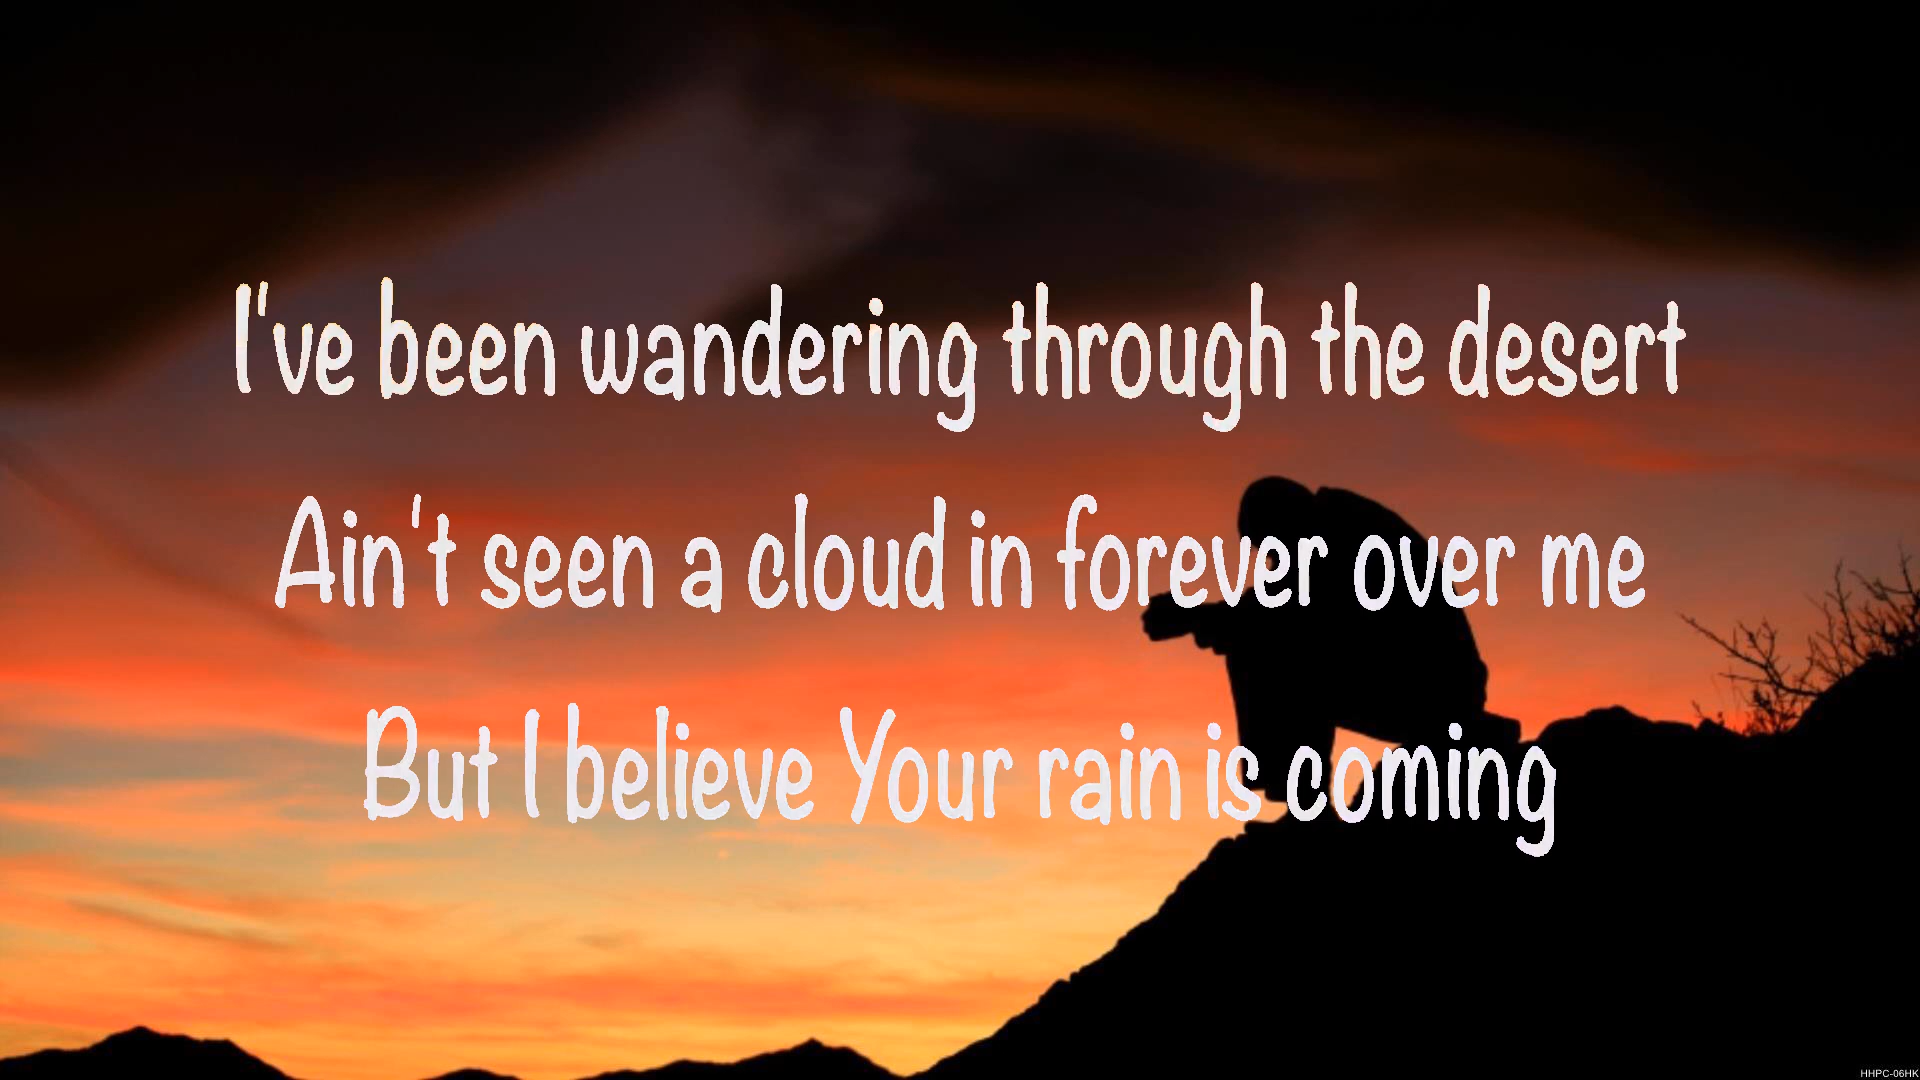 I've been wandering through the desert
Ain't seen a cloud in forever over me
But I believe Your rain is coming
HHPC-06HK